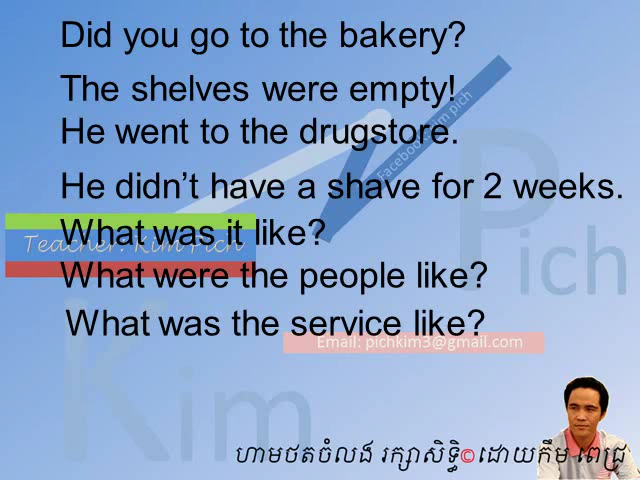 Did you go to the bakery?
The shelves were empty!
He went to the drugstore.
He didn’t have a shave for 2 weeks.
What was it like?
Teacher: Kim Pich
What were the people like?
What was the service like?
Facebook: kim pich
Pich
Kim
Email: pichkim3@gmail.com
ហាមថតចំលង រក្សាសិទ្ធិ©ដោយកឹម ពេជ្រ